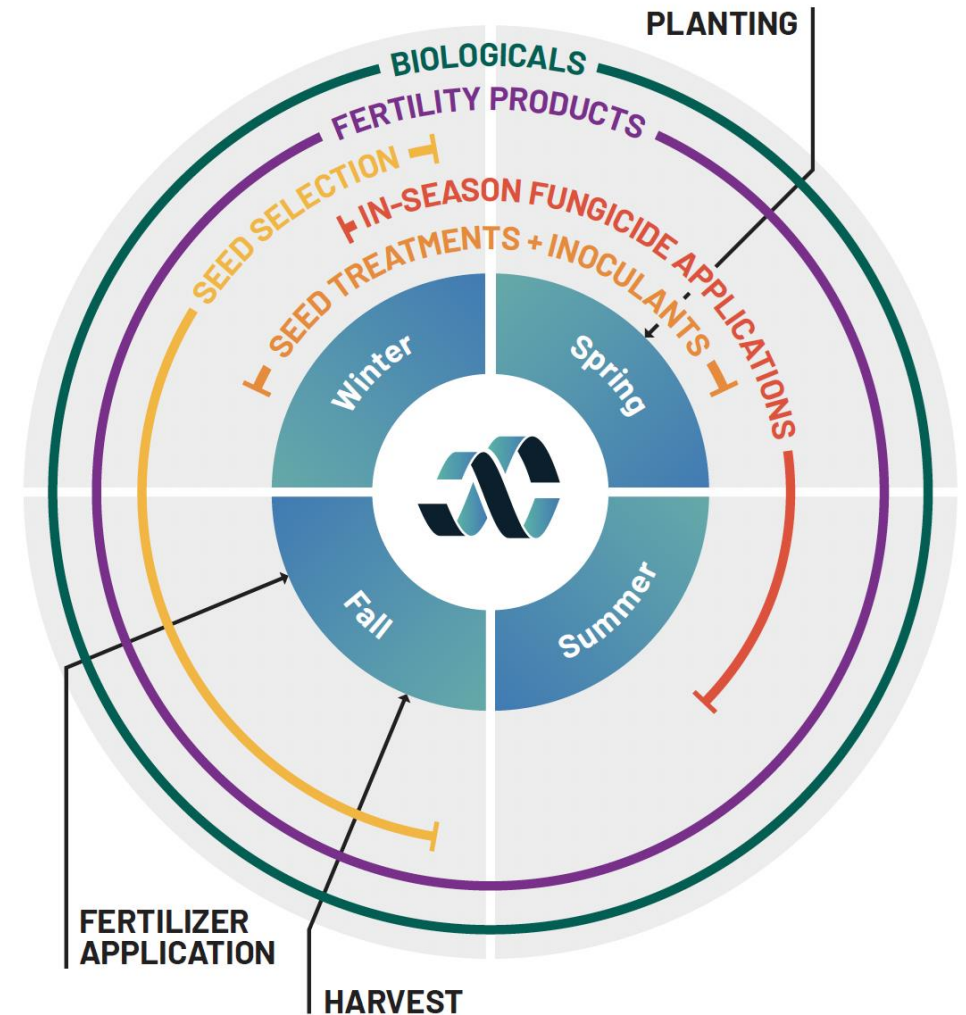 PLANTING
BIOLOGICALS
FERTILITY PRODUCTS
SEED SELECTION
IN-SEASON FUNGICIDE APPLICATIONS
SEED TREATMENTS + INOCULANTS
Winter
Spring
Fall
Summer
FERTILIZER
APPLICATION
HARVEST